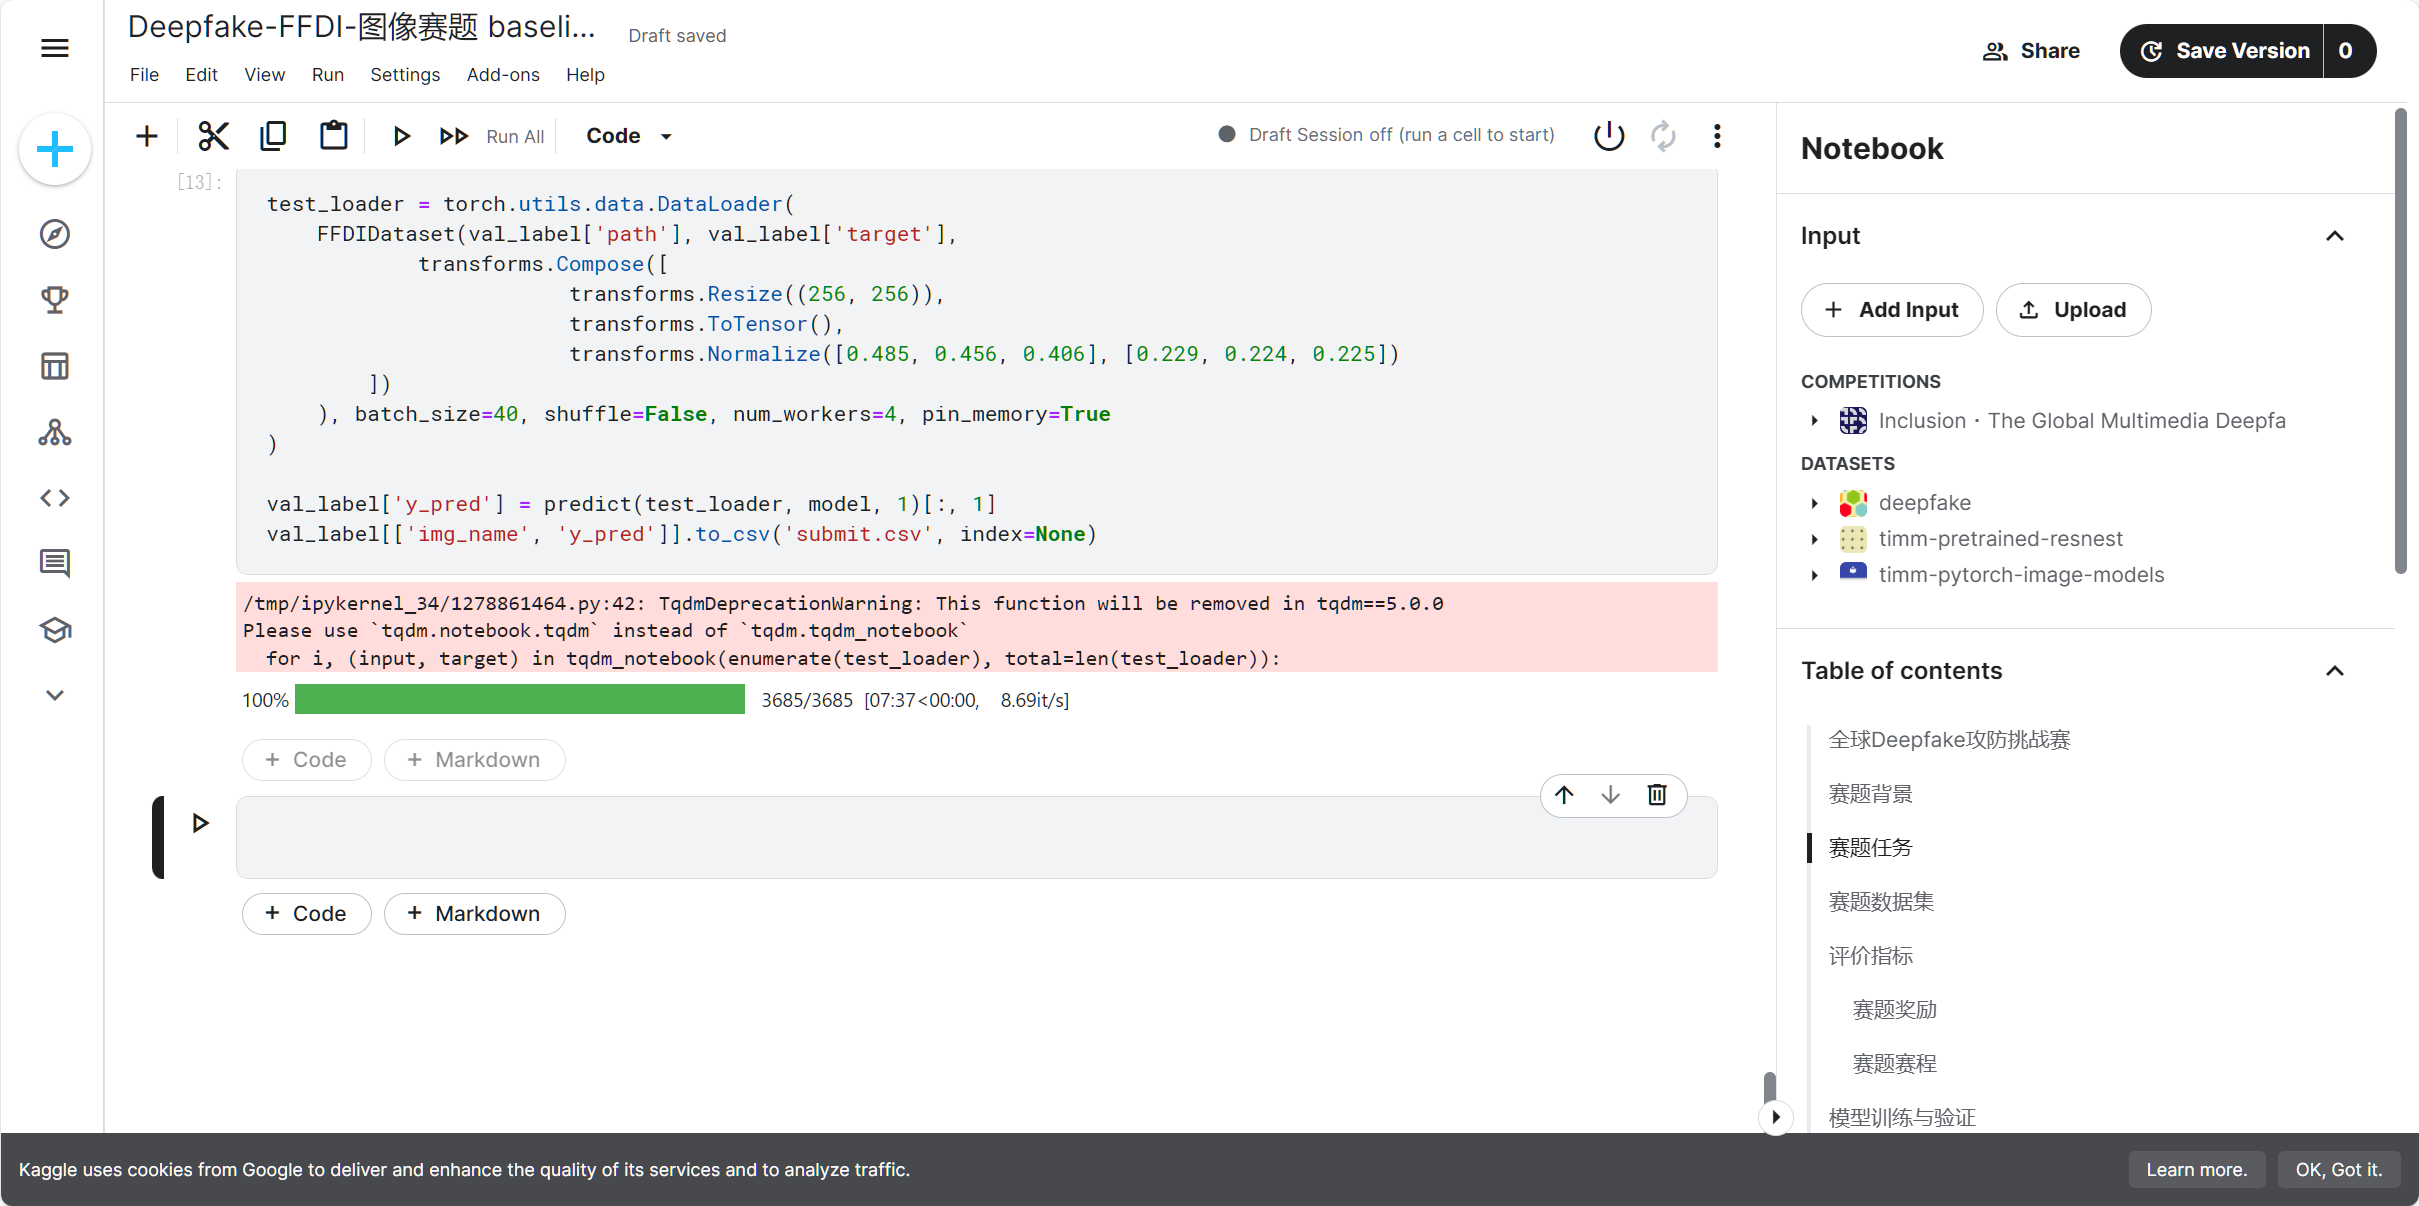 Deepfake-FFDI-图像赛题 baseli...
Draft saved
File Edit View Run Settings Add-ons Help
Share
Save Version 0
Run All
Code
Draft Session off (run a cell to start)
[13]:
test_loader = torch.utils.data.DataLoader(
    FFDIDataset(val_label['path'], val_label['target'],
            transforms.Compose([
                        transforms.Resize((256, 256)),
                        transforms.ToTensor(),
                        transforms.Normalize([0.485, 0.456, 0.406], [0.229, 0.224, 0.225])
        ])
    ), batch_size=40, shuffle=False, num_workers=4, pin_memory=True
)
val_label['y_pred'] = predict(test_loader, model, 1)[:, 1]
val_label[['img_name', 'y_pred']].to_csv('submit.csv', index=None)
/tmp/ipykernel_34/1278861464.py:42: TqdmDeprecationWarning: This function will be removed in tqdm==5.0.0
Please use `tqdm.notebook.tqdm` instead of `tqdm.tqdm_notebook`
  for i, (input, target) in tqdm_notebook(enumerate(test_loader), total=len(test_loader)):
100% 3685/3685 [07:37<00:00, 8.69it/s]
+ Code + Markdown
+ Code + Markdown
Notebook
Input
+ Add Input
Upload
COMPETITIONS
Inclusion · The Global Multimedia Deepfa
DATASETS
deepfake
timm-pretrained-resnest
timm-pytorch-image-models
Table of contents
全球Deepfake攻防挑战赛
赛题背景
赛题任务
赛题数据集
评价指标
赛题奖励
赛题赛程
模型训练与验证
Kaggle uses cookies from Google to deliver and enhance the quality of its services and to analyze traffic.
Learn more.
OK, Got it.